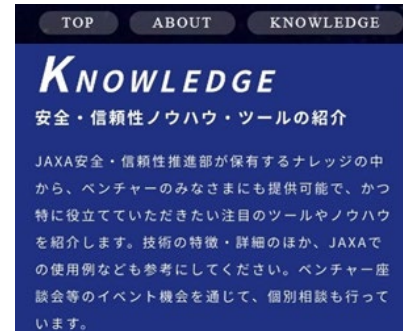 TOP ABOUT KNOWLEDGE
KNOWLEDGE
安全・信頼性ノウハウ・ツールの紹介
JAXA安全・信頼性推進部が保有するナレッジの中
から、ベンチャーのみなさまにも提供可能で、かつ
特に役立てていただきたい注目のツールやノウハウ
を紹介します。技術の特徴・詳細のほか、JAXAで
の使用例なども参考にしてください。ベンチャー座
談会等のイベント機会を通じて、個別相談も行って
います。